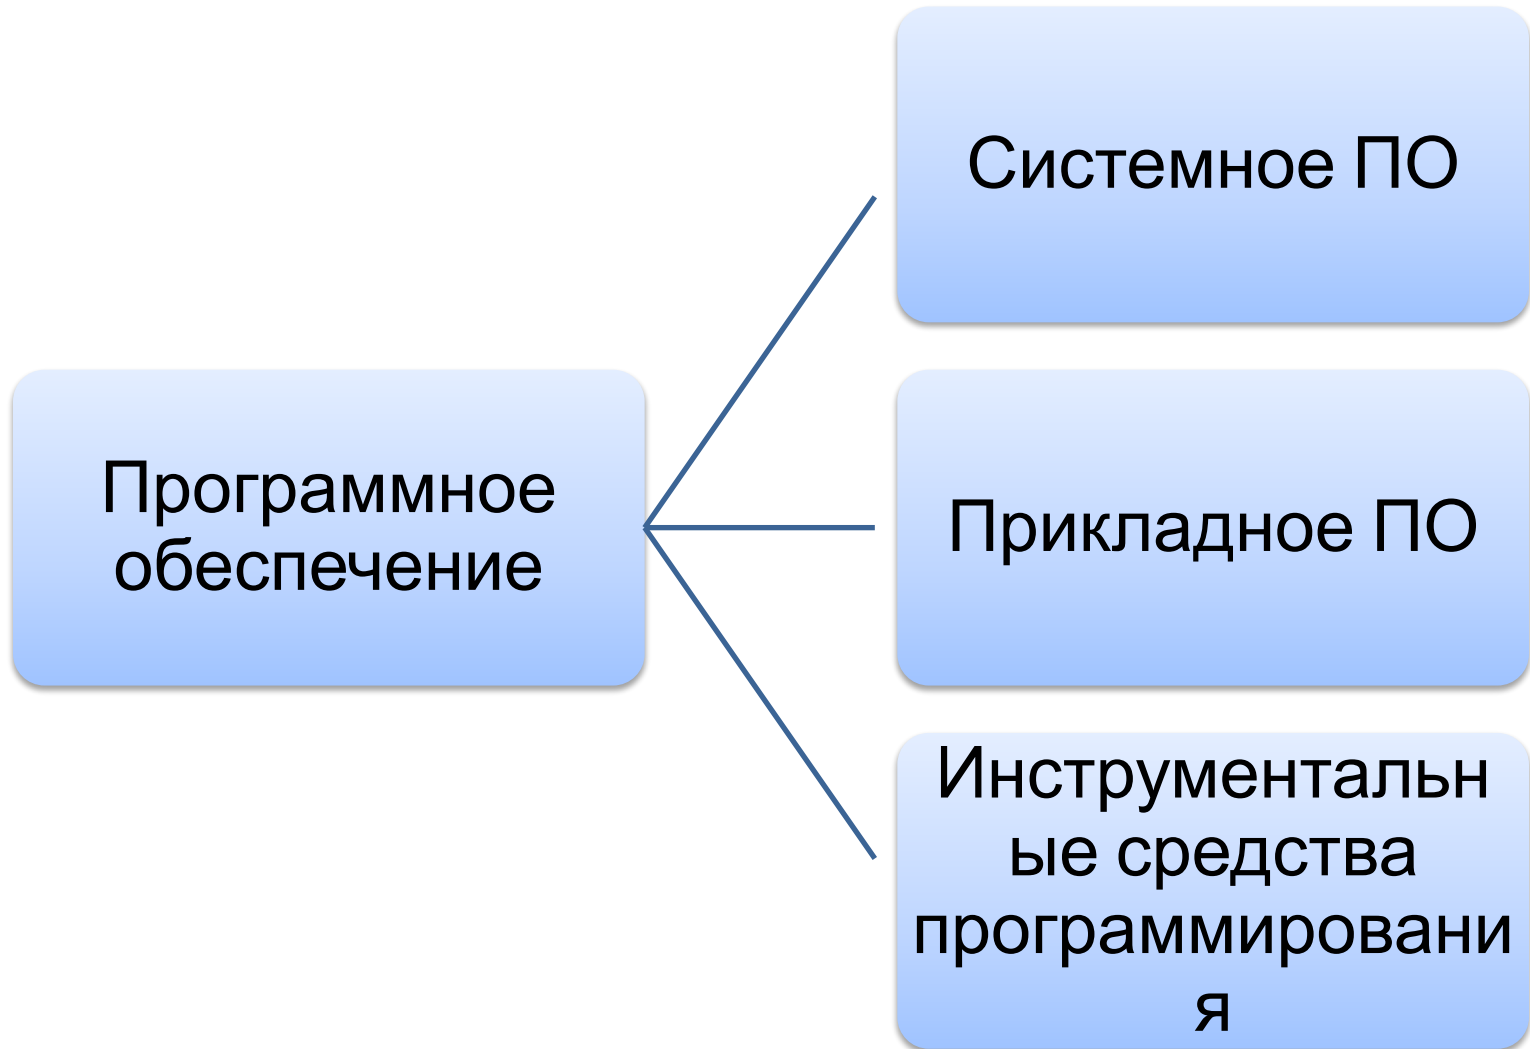 Системное ПО
Программное
обеспечение
Прикладное ПО
Инструментальн
ые средства
программировани
я